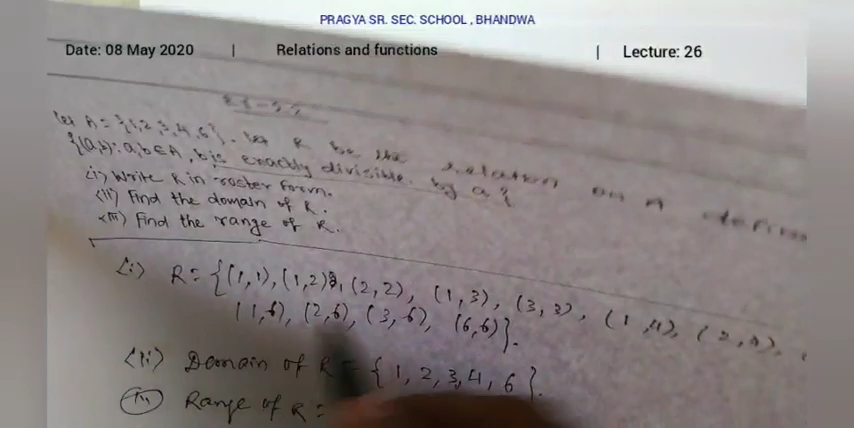 PRAGYA SR. SEC. SCHOOL , BHANDWA
Date: 08 May 2020 | Relations and functions | Lecture: 26
Let A = {1,2,3,4,6}. Let R be the relation on A
{(a,b): a,b ∈ A, b is exactly divisible by a}
(i) Write R in roster form.
(ii) Find the domain of R.
(iii) Find the range of R.
(i) R = {(1,1), (1,2), (2,2), (1,3), (3,3), (1,4), (2,4),
(1,6), (2,6), (3,6), (6,6)}.
(ii) Domain of R = {1,2,3,4,6}.
Range of R =